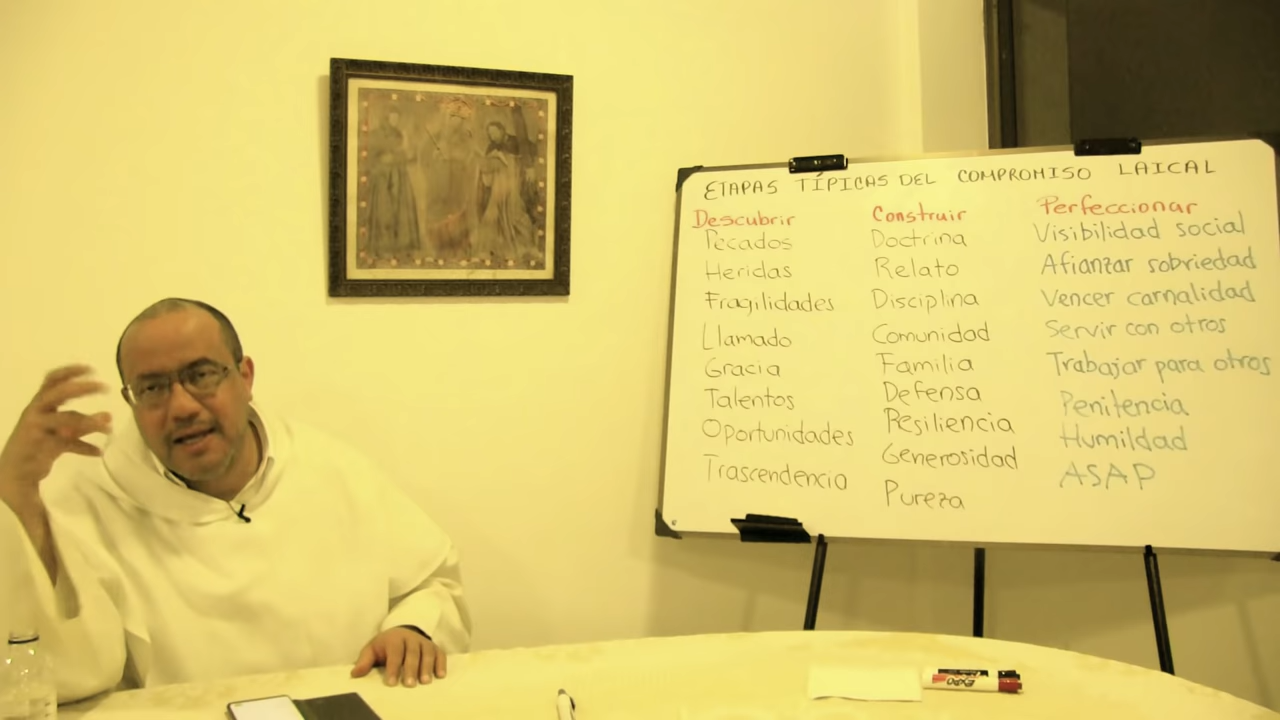 ETAPAS TÍPICAS DEL COMPROMISO LAICAL
Descubrir
Pecados
Heridas
Fragilidades
Llamado
Gracia
Talentos
Oportunidades
Trascendencia
Construir
Doctrina
Relato
Disciplina
Comunidad
Familia
Defensa
Resiliencia
Generosidad
Pureza
Perfeccionar
Visibilidad social
Afianzar sobriedad
Vencer carnalidad
Servir con otros
Trabajar para otros
Penitencia
Humildad
ASAP
EXPO